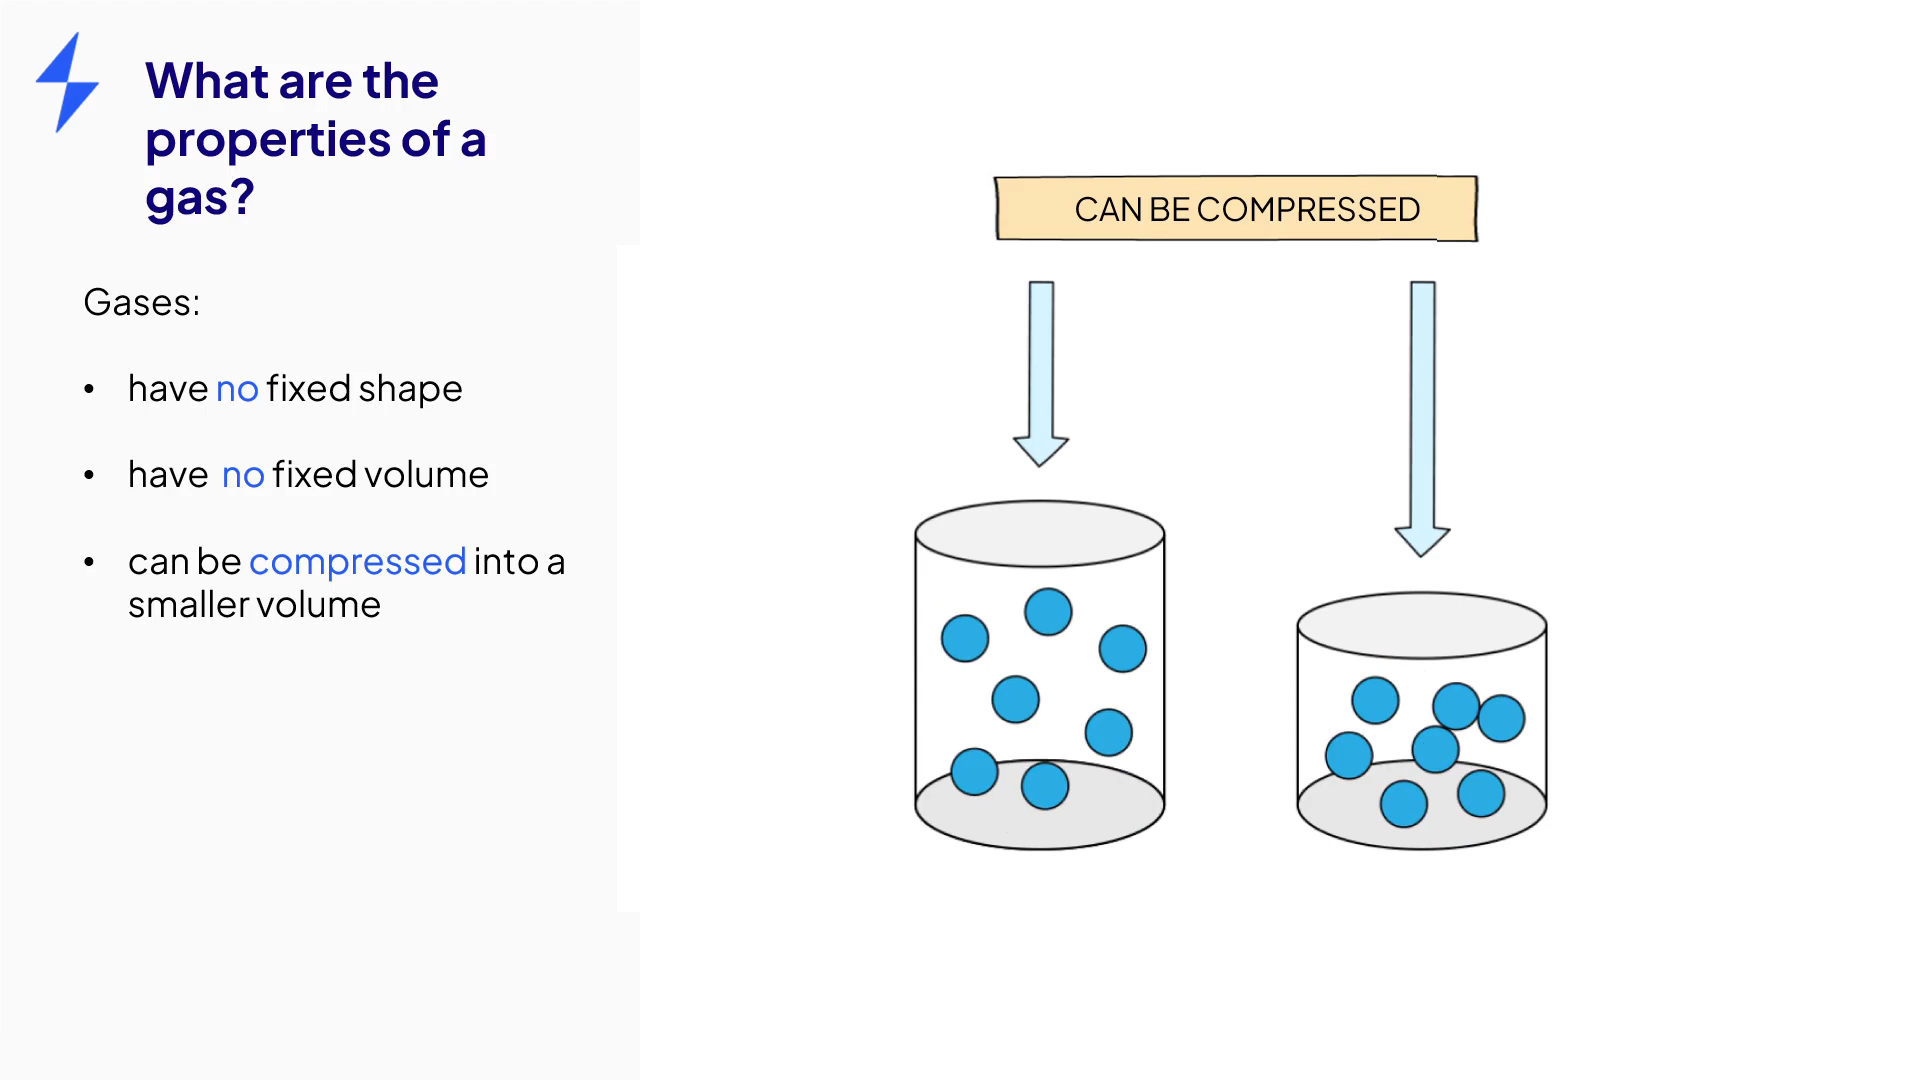 What are the
properties of a
gas?
Gases:
• have no fixed shape
• have no fixed volume
• can be compressed into a
smaller volume
CAN BE COMPRESSED